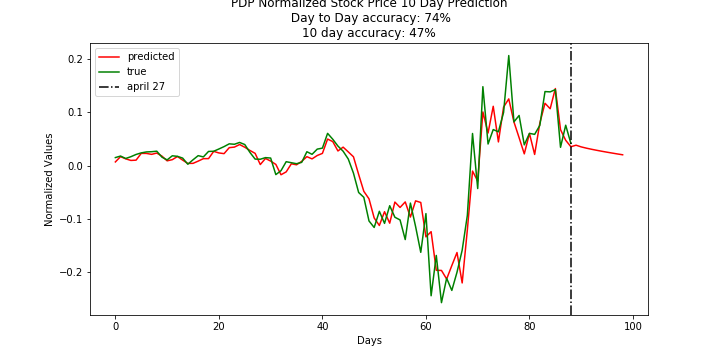 PDP Normalized Stock Price 10 Day Prediction
Day to Day accuracy: 74%
10 day accuracy: 47%
predicted
true
april 27
Normalized Values
0.2
0.1
0.0
−0.1
−0.2
0
20
40
60
80
100
Days